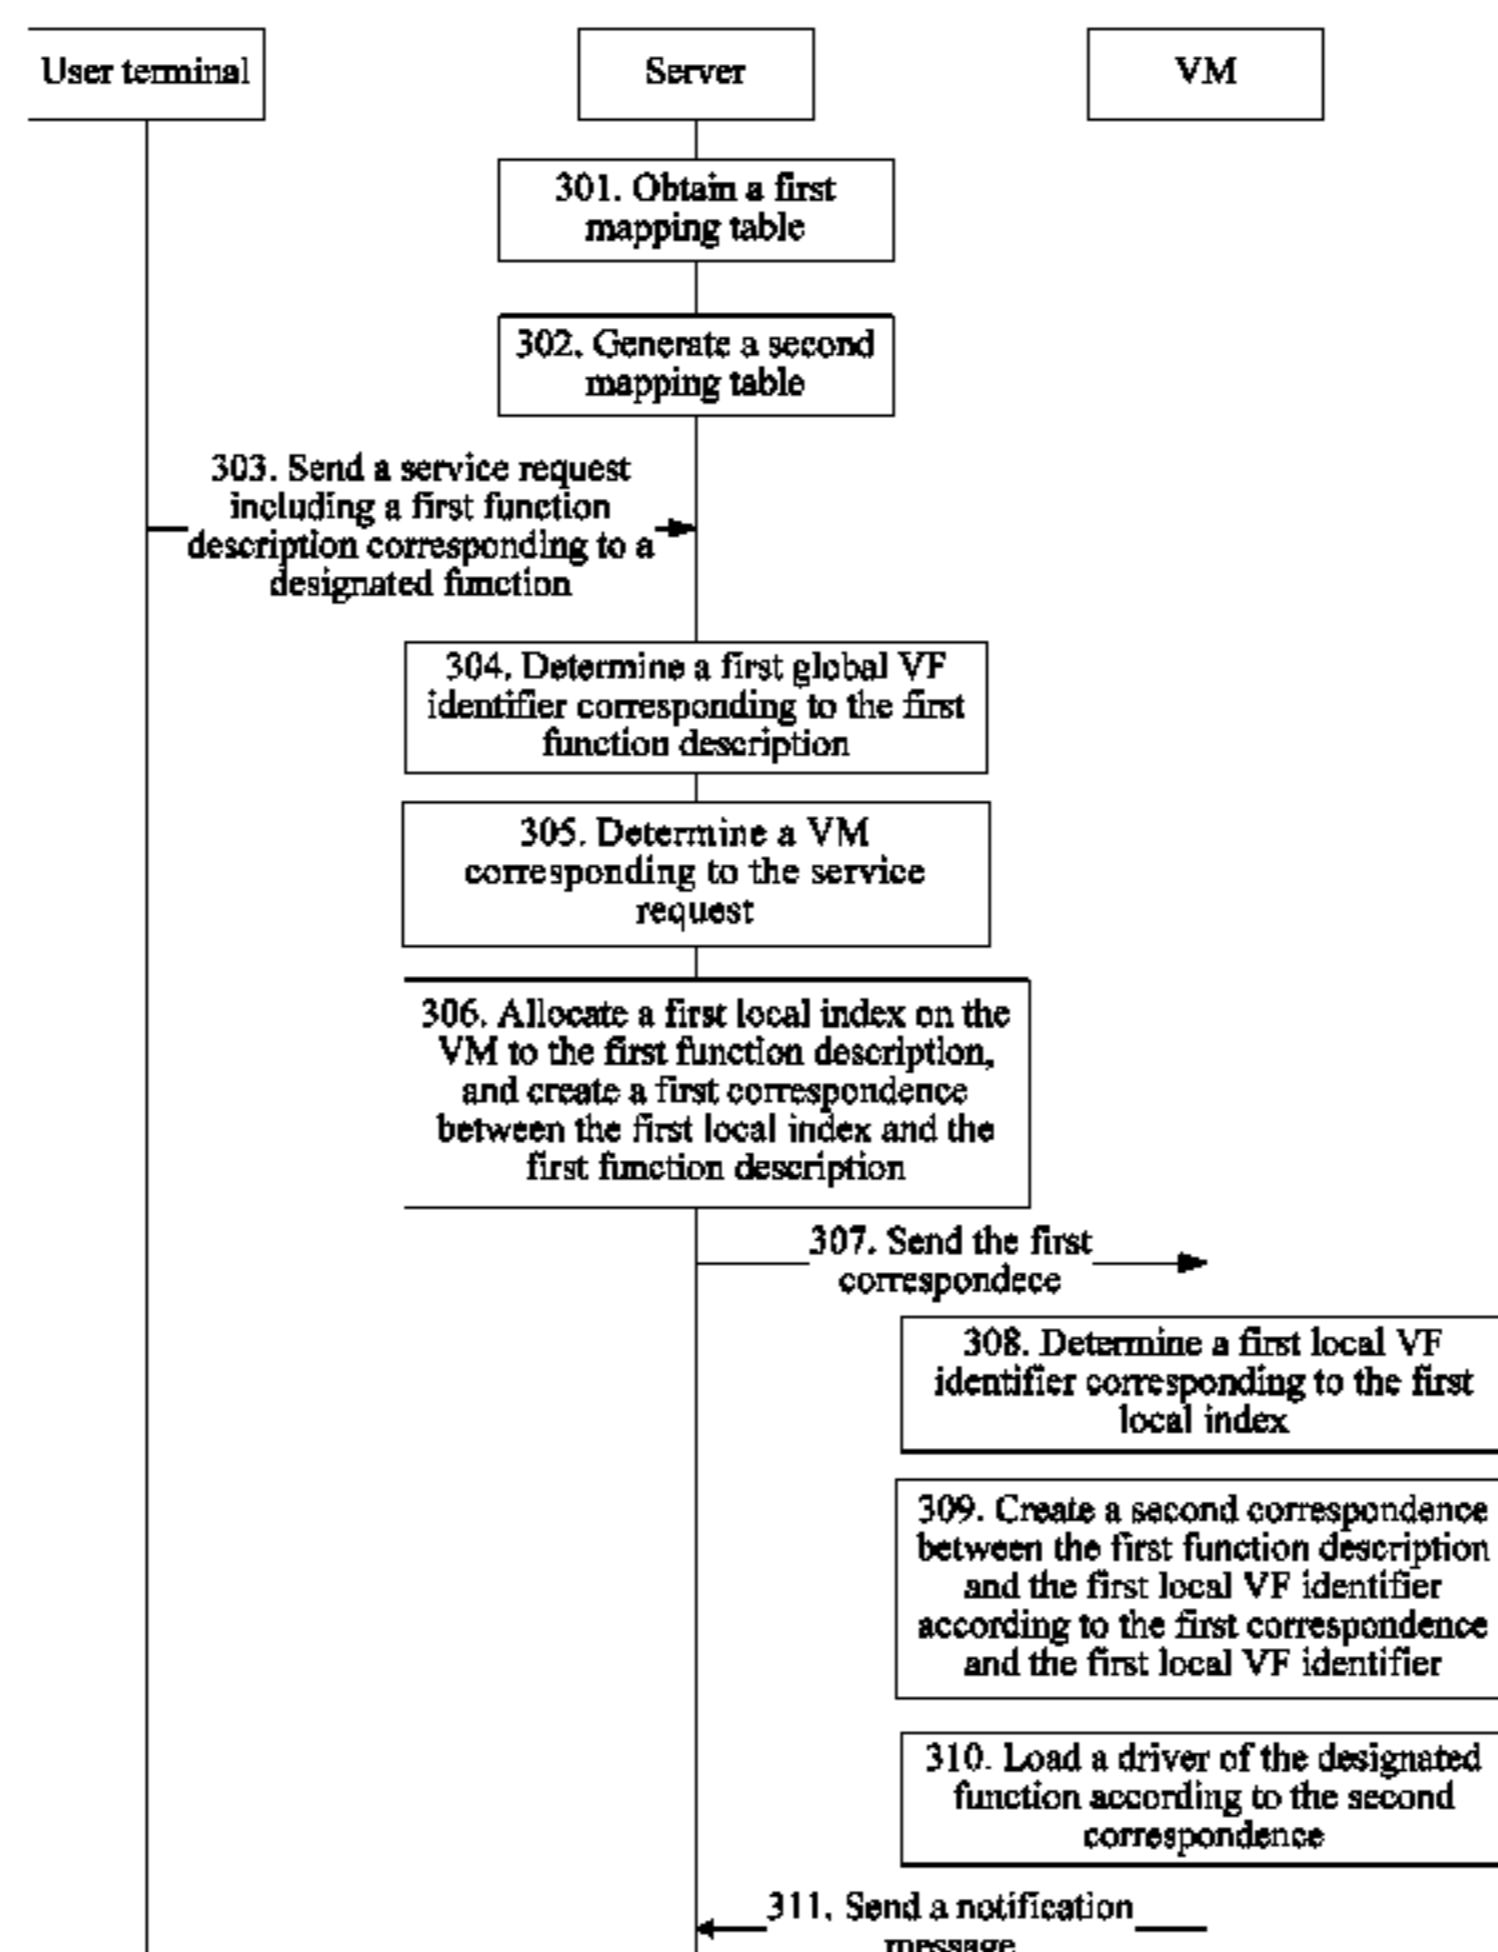 User terminal
Server
VM
301. Obtain a first
mapping table
302. Generate a second
mapping table
303. Send a service request
including a first function
description corresponding to a
designated function
304. Determine a first global VF
identifier corresponding to the first
function description
305. Determine a VM
corresponding to the service
request
306. Allocate a first local index on the
VM to the first function description,
and create a first correspondence
between the first local index and the
first function description
307. Send the first
correspondece
308. Determine a first local VF
identifier corresponding to the first
local index
309. Create a second correspondence
between the first function description
and the first local VF identifier
according to the first correspondence
and the first local VF identifier
310. Load a driver of the designated
function according to the second
correspondence
311. Send a notification
message